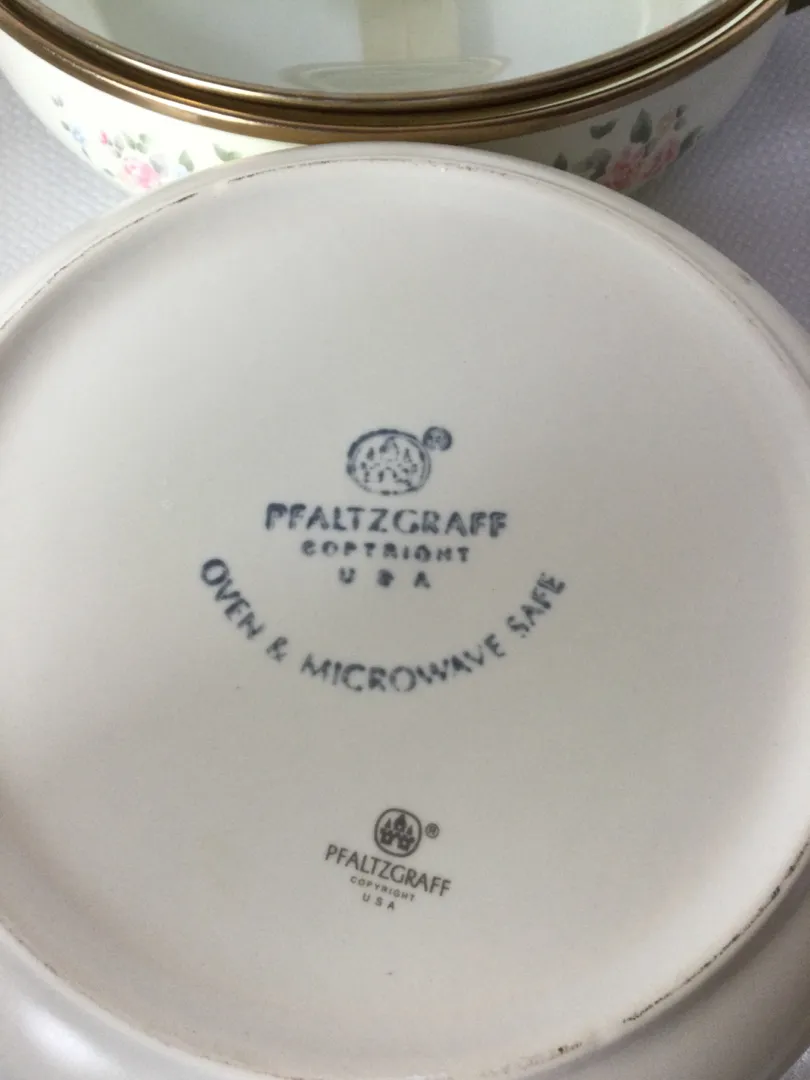 ®
PFALTZGRAFF
COPYRIGHT
U S A
OVEN & MICROWAVE SAFE
®
PFALTZGRAFF
COPYRIGHT
USA